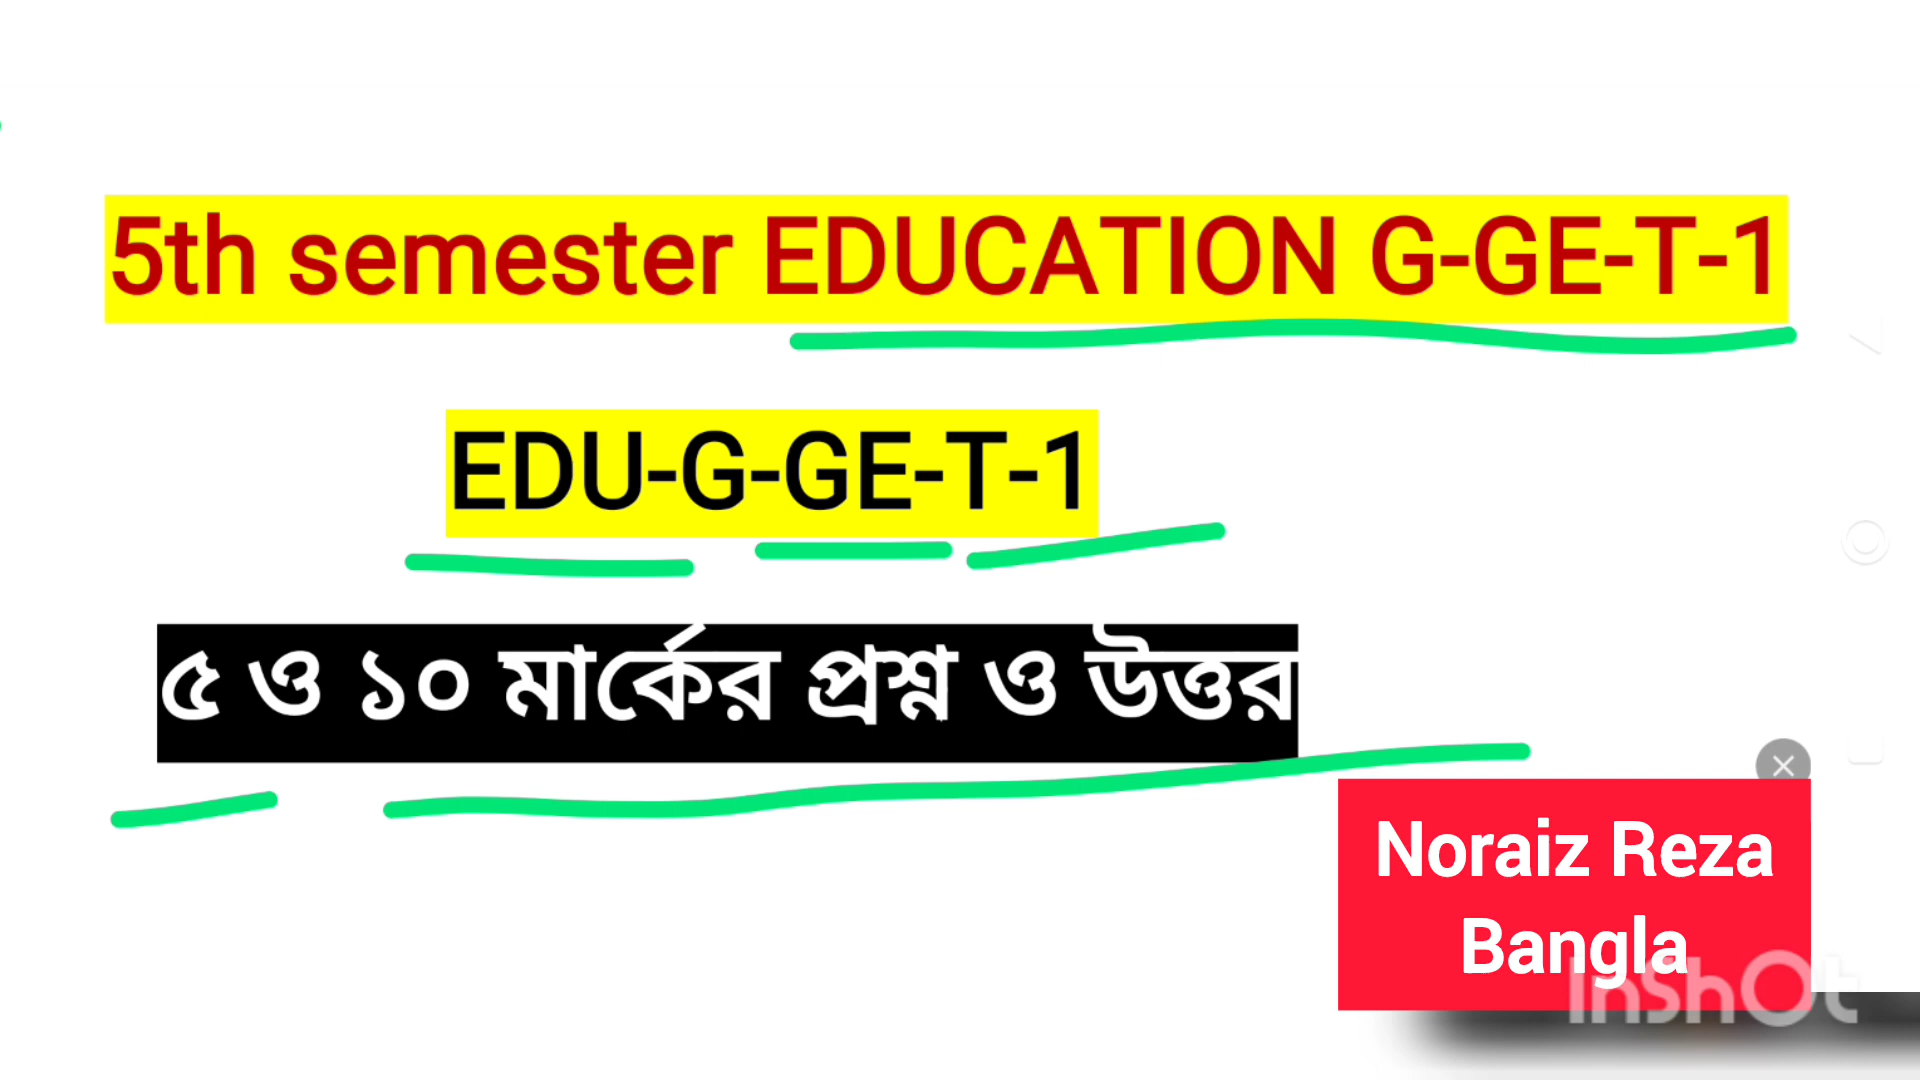 5th semester EDUCATION G-GE-T-1
EDU-G-GE-T-1
৫ ও ১০ মার্কের প্রশ্ন ও উত্তর
Noraiz Reza
Bangla
InShOt